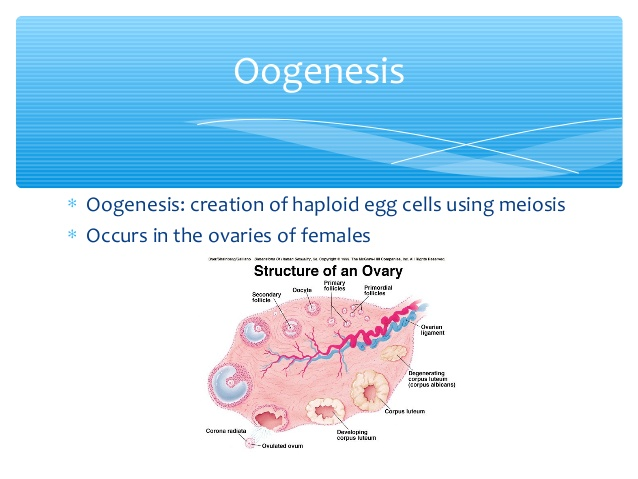 Oogenesis
* Oogenesis: creation of haploid egg cells using meiosis
* Occurs in the ovaries of females
Structure of an Ovary
Primary
follicles
Primordial
follicles
Oocyte
Secondary
follicle
Ovarian
ligament
Degenerating
corpus luteum
(corpus albicans)
Corpus luteum
Developing
corpus luteum
Corona radiata
Ovulated ovum